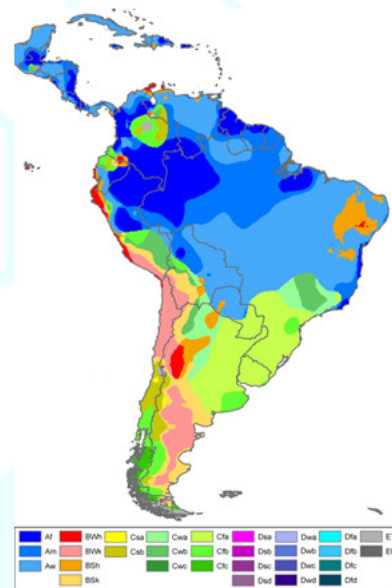 Af BWh Csa Cwa Cfa Dsa Dwa Dfa ET
Am BWk Csb Cwb Cfb Dsb Dwb Dfb
Aw BSh Cwc Cfc Dsc Dwc Dfc
BSk Dsd Dwd Dfd